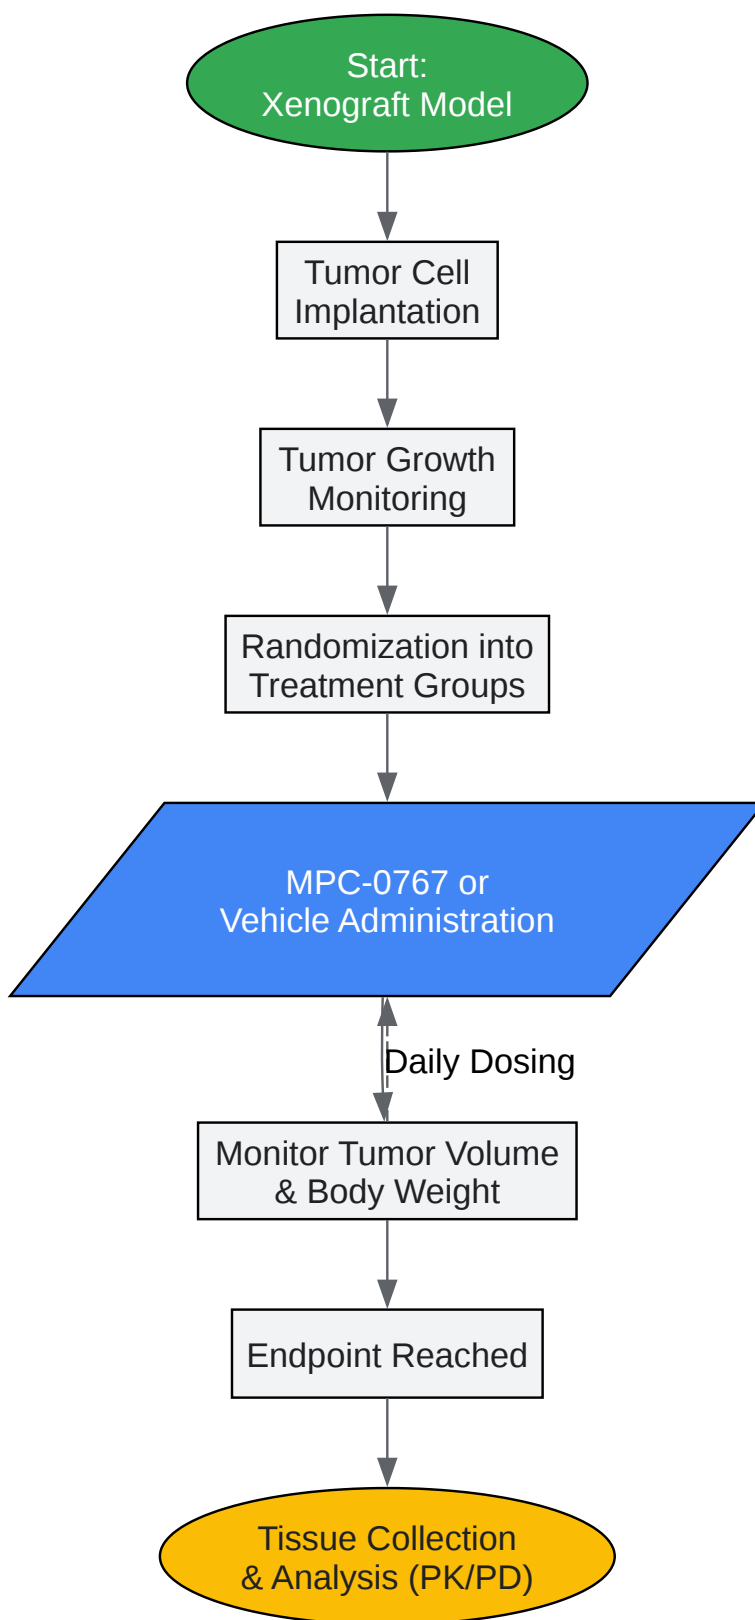 Start:
Xenograft Model
Tumor Cell
Implantation
Tumor Growth
Monitoring
Randomization into
Treatment Groups
MPC-0767 or
Vehicle Administration
Daily Dosing
Monitor Tumor Volume
& Body Weight
Endpoint Reached
Tissue Collection
& Analysis (PK/PD)